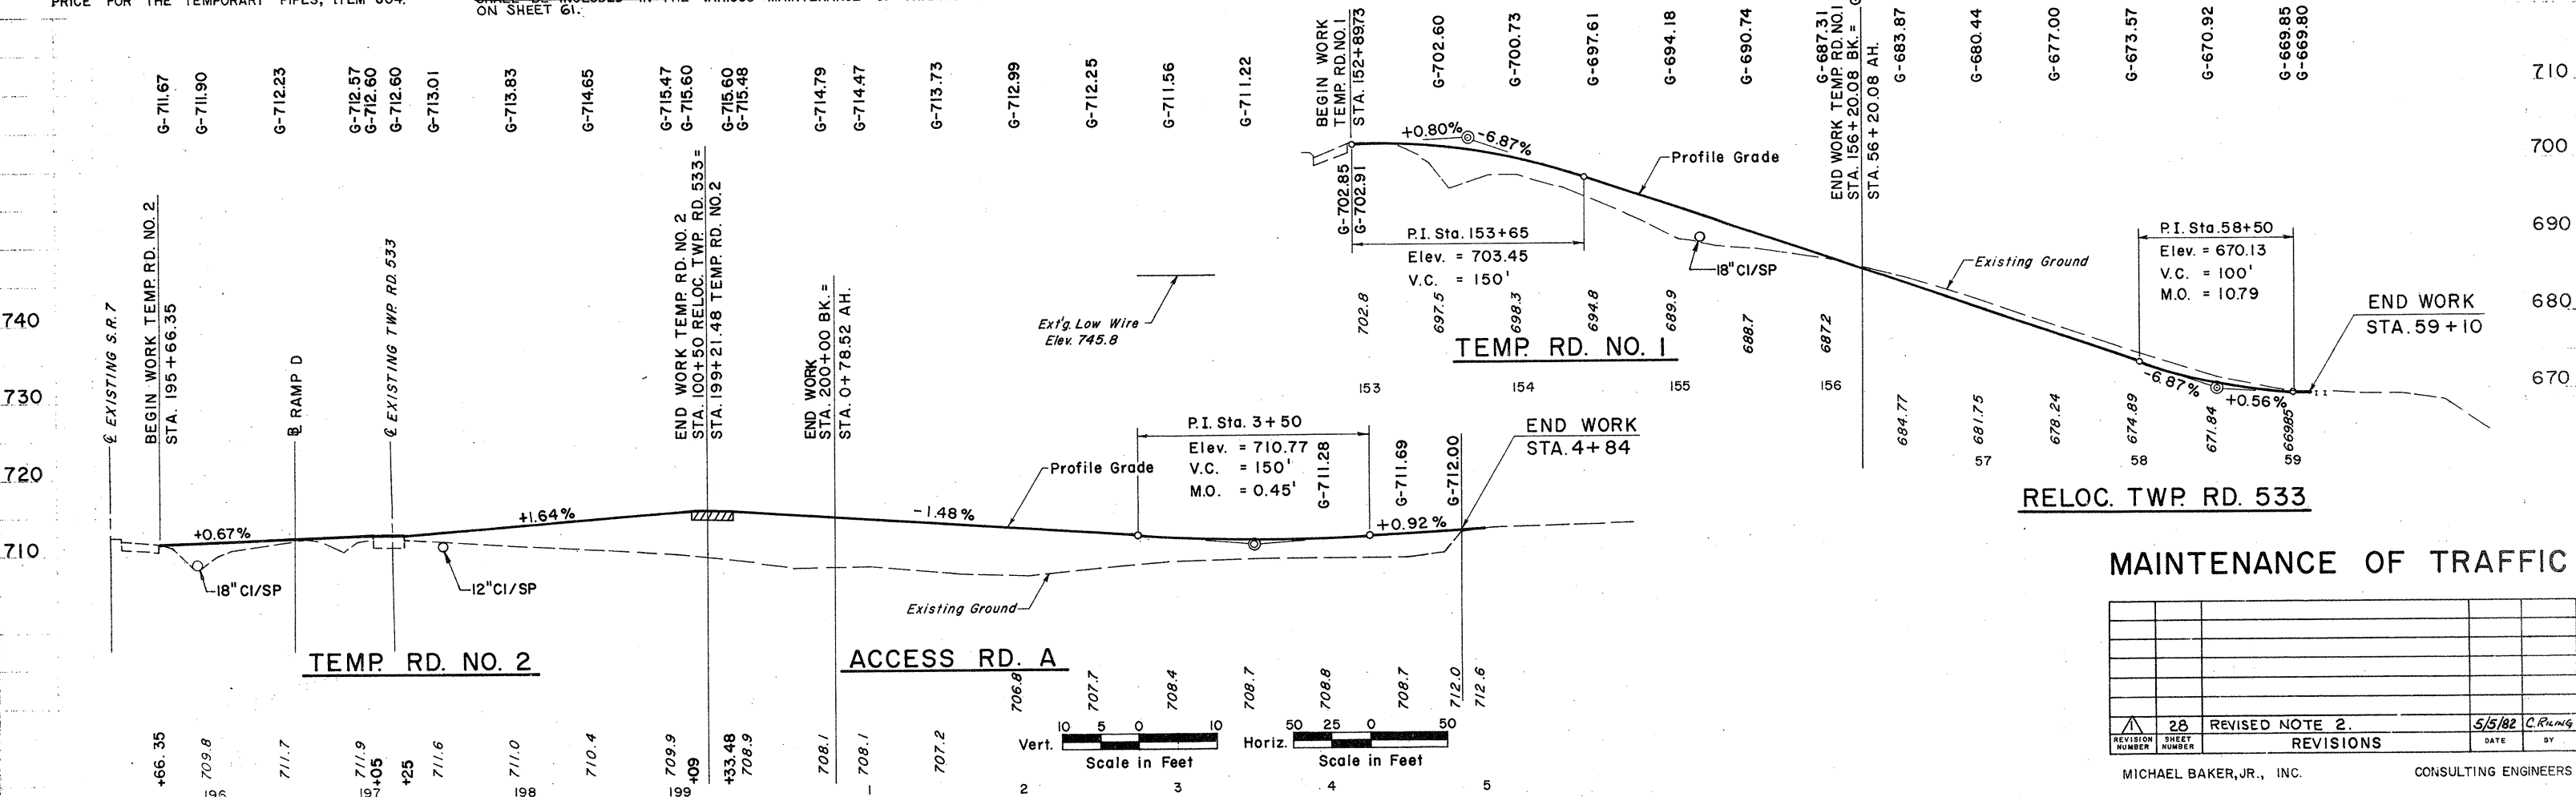 PRICE FOR THE TEMPORARY PIPES, ITEM 604.
SHALL BE INCLUDED IN THE VARIOUS MAINTENANCE OF
ON SHEET 61.
G-711.67
G-711.90
G-712.23
G-712.57
G-712.60
G-712.60
G-713.01
G-713.83
G-714.65
G-715.47
G-715.60
G-715.60
G-715.48
G-714.79
G-714.47
G-713.73
G-712.99
G-712.25
G-711.56
G-711.22
BEGIN WORK
TEMP. RD. NO. 1
STA. 152+89.73
G-702.60
G-700.73
G-697.61
G-694.18
G-690.74
G-687.31
END WORK TEMP. RD. NO. 1
STA. 156+20.08 BK. =
STA. 56+20.08 AH.
G-683.87
G-680.44
G-677.00
G-673.57
G-670.92
G-669.85
G-669.80
710
700
690
680
670
+0.80%
-6.87%
Profile Grade
G-702.85
G-702.91
P.I. Sta. 153+65
Elev. = 703.45
V.C. = 150'
18" CI/SP
702.8
697.5
698.3
694.8
689.9
688.7
687.2
TEMP. RD. NO. 1
153
154
155
156
Existing Ground
P.I. Sta. 58+50
Elev. = 670.13
V.C. = 100'
M.O. = 10.79
END WORK
STA. 59+10
-6.87%
+0.56%
684.77
681.75
678.24
674.89
671.84
669.85
57
58
59
RELOC. TWP. RD. 533
740
730
720
710
℄ EXISTING S.R. 7
BEGIN WORK TEMP. RD. NO. 2
STA. 195+66.35
B RAMP D
℄ EXISTING TWP. RD. 533
END WORK TEMP. RD. NO. 2
STA. 100+50 RELOC. TWP. RD. 533 =
STA. 199+21.48 TEMP. RD. NO. 2
END WORK
STA. 200+00 BK. =
STA. 0+78.52 AH.
Ext'g. Low Wire
Elev. 745.8
+0.67%
+1.64%
-1.48%
Profile Grade
P.I. Sta. 3+50
Elev. = 710.77
V.C. = 150'
M.O. = 0.45'
G-711.28
G-711.69
G-712.00
+0.92%
END WORK
STA. 4+84
18" CI/SP
12" CI/SP
Existing Ground
TEMP. RD. NO. 2
ACCESS RD. A
+66.35
709.8
711.7
711.9
+05
+25
711.6
711.0
710.4
709.9
+09
+33.48
708.9
708.1
708.1
707.2
706.8
707.7
708.4
708.7
708.8
708.7
712.0
712.6
196
197
198
199
1
2
3
4
5
10 5 0 10
Vert.
Scale in Feet
50 25 0 50
Horiz.
Scale in Feet
MAINTENANCE OF TRAFFIC
1 28 REVISED NOTE 2. 5/5/82 C. RILING
REVISION NUMBER SHEET NUMBER REVISIONS DATE BY
MICHAEL BAKER, JR., INC. CONSULTING ENGINEERS